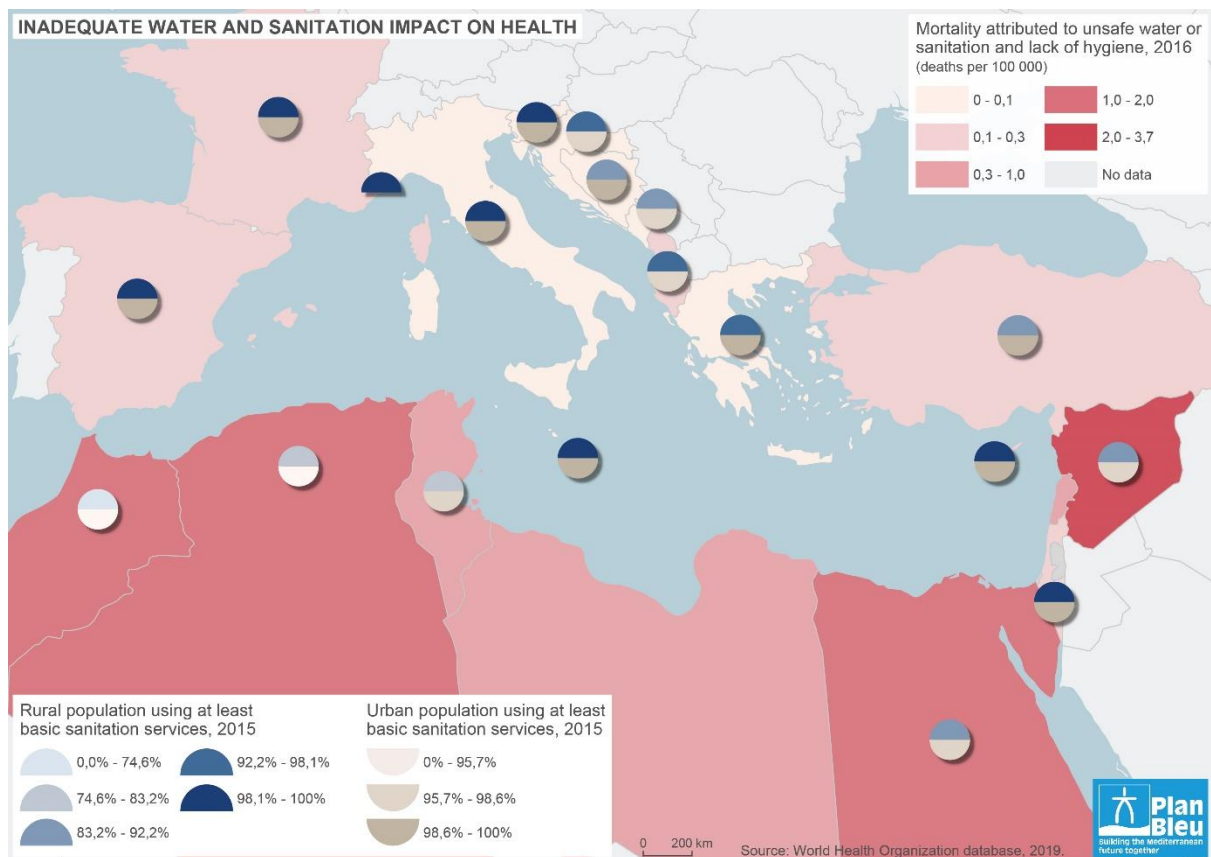 INADEQUATE WATER AND SANITATION IMPACT ON HEALTH
Mortality attributed to unsafe water or
sanitation and lack of hygiene, 2016
(deaths per 100 000)
0 - 0,1
1,0 - 2,0
0,1 - 0,3
2,0 - 3,7
0,3 - 1,0
No data
Rural population using at least
basic sanitation services, 2015
0,0% - 74,6%
92,2% - 98,1%
74,6% - 83,2%
98,1% - 100%
83,2% - 92,2%
Urban population using at least
basic sanitation services, 2015
0% - 95,7%
95,7% - 98,6%
98,6% - 100%
0 200 km
Source: World Health Organization database, 2019.
Plan
Bleu
Building the Mediterranean
future together